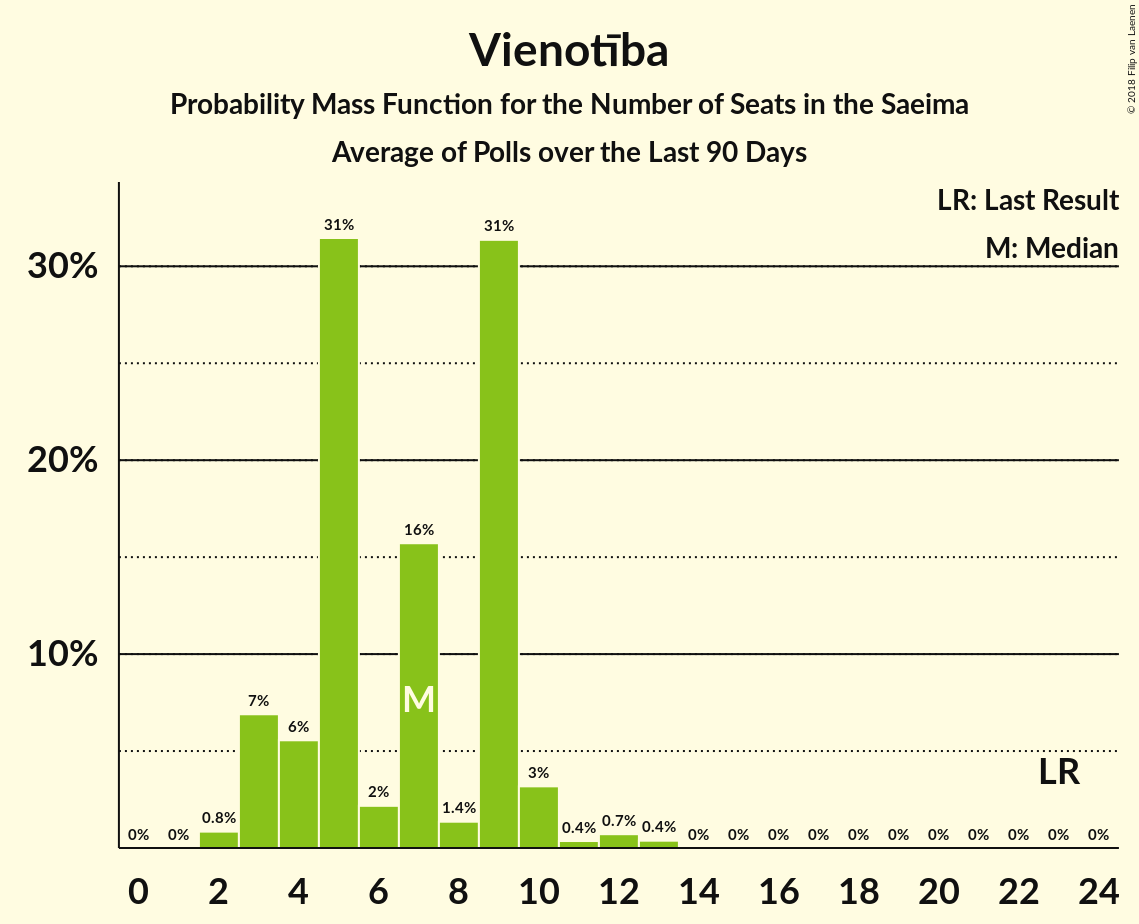 Vienotība
Probability Mass Function for the Number of Seats in the Saeima
Average of Polls over the Last 90 Days
© 2018 Filip van Laenen
LR: Last Result
M: Median
30%
20%
10%
0% 0% 0.8% 7% 6% 31% 2% 16% 1.4% 31% 3% 0.4% 0.7% 0.4% 0% 0% 0% 0% 0% 0% 0% 0% 0% 0% 0%
M
LR
0 2 4 6 8 10 12 14 16 18 20 22 24